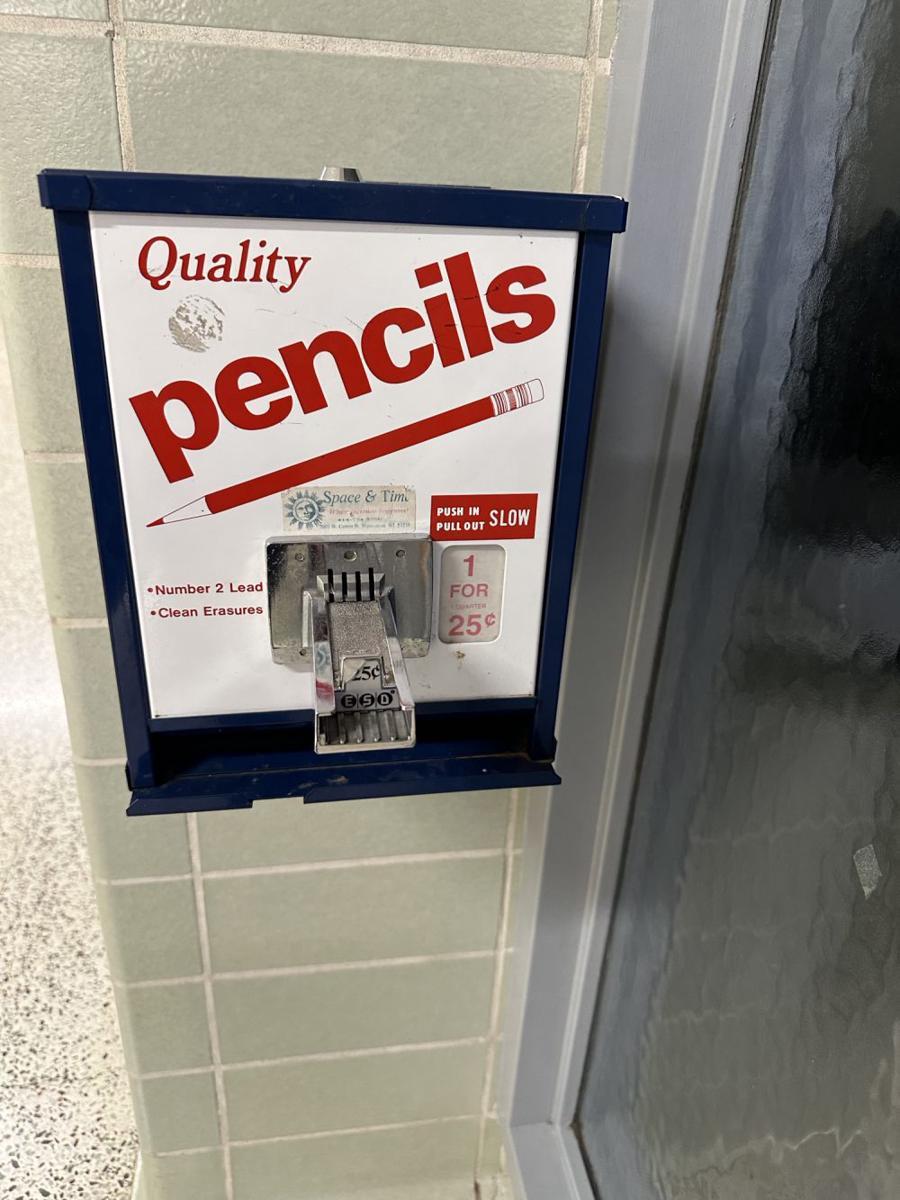 Quality
pencils
Space & Time
PUSH IN
PULL OUT SLOW
•Number 2 Lead
•Clean Erasures
1
FOR
QUARTER
25¢
25¢
ESD